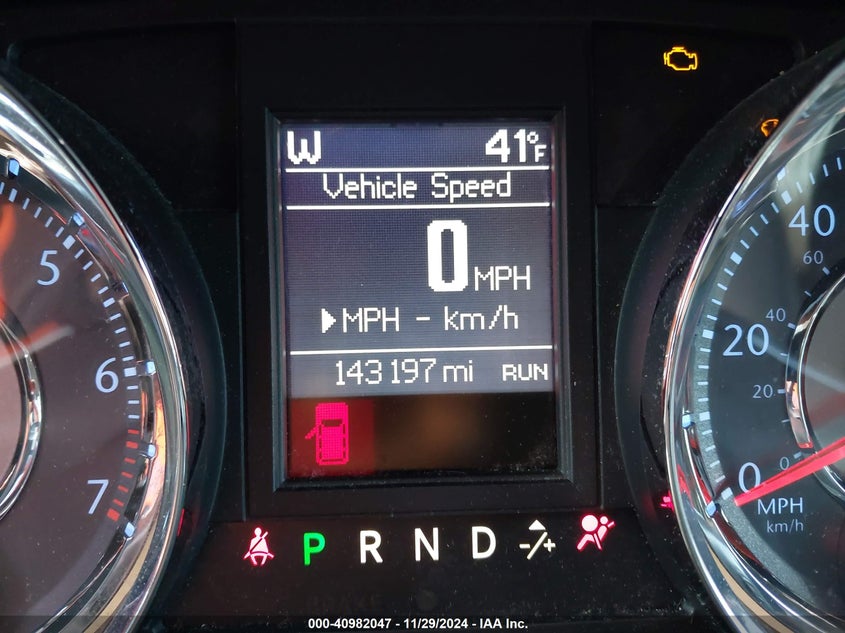 W 41°F
Vehicle Speed
0 MPH
▶MPH - km/h
143197 mi RUN
5
6
7
40
60
40
20
20
0
0
MPH
km/h
P R N D -/+
000-40982047 - 11/29/2024 - IAA Inc.